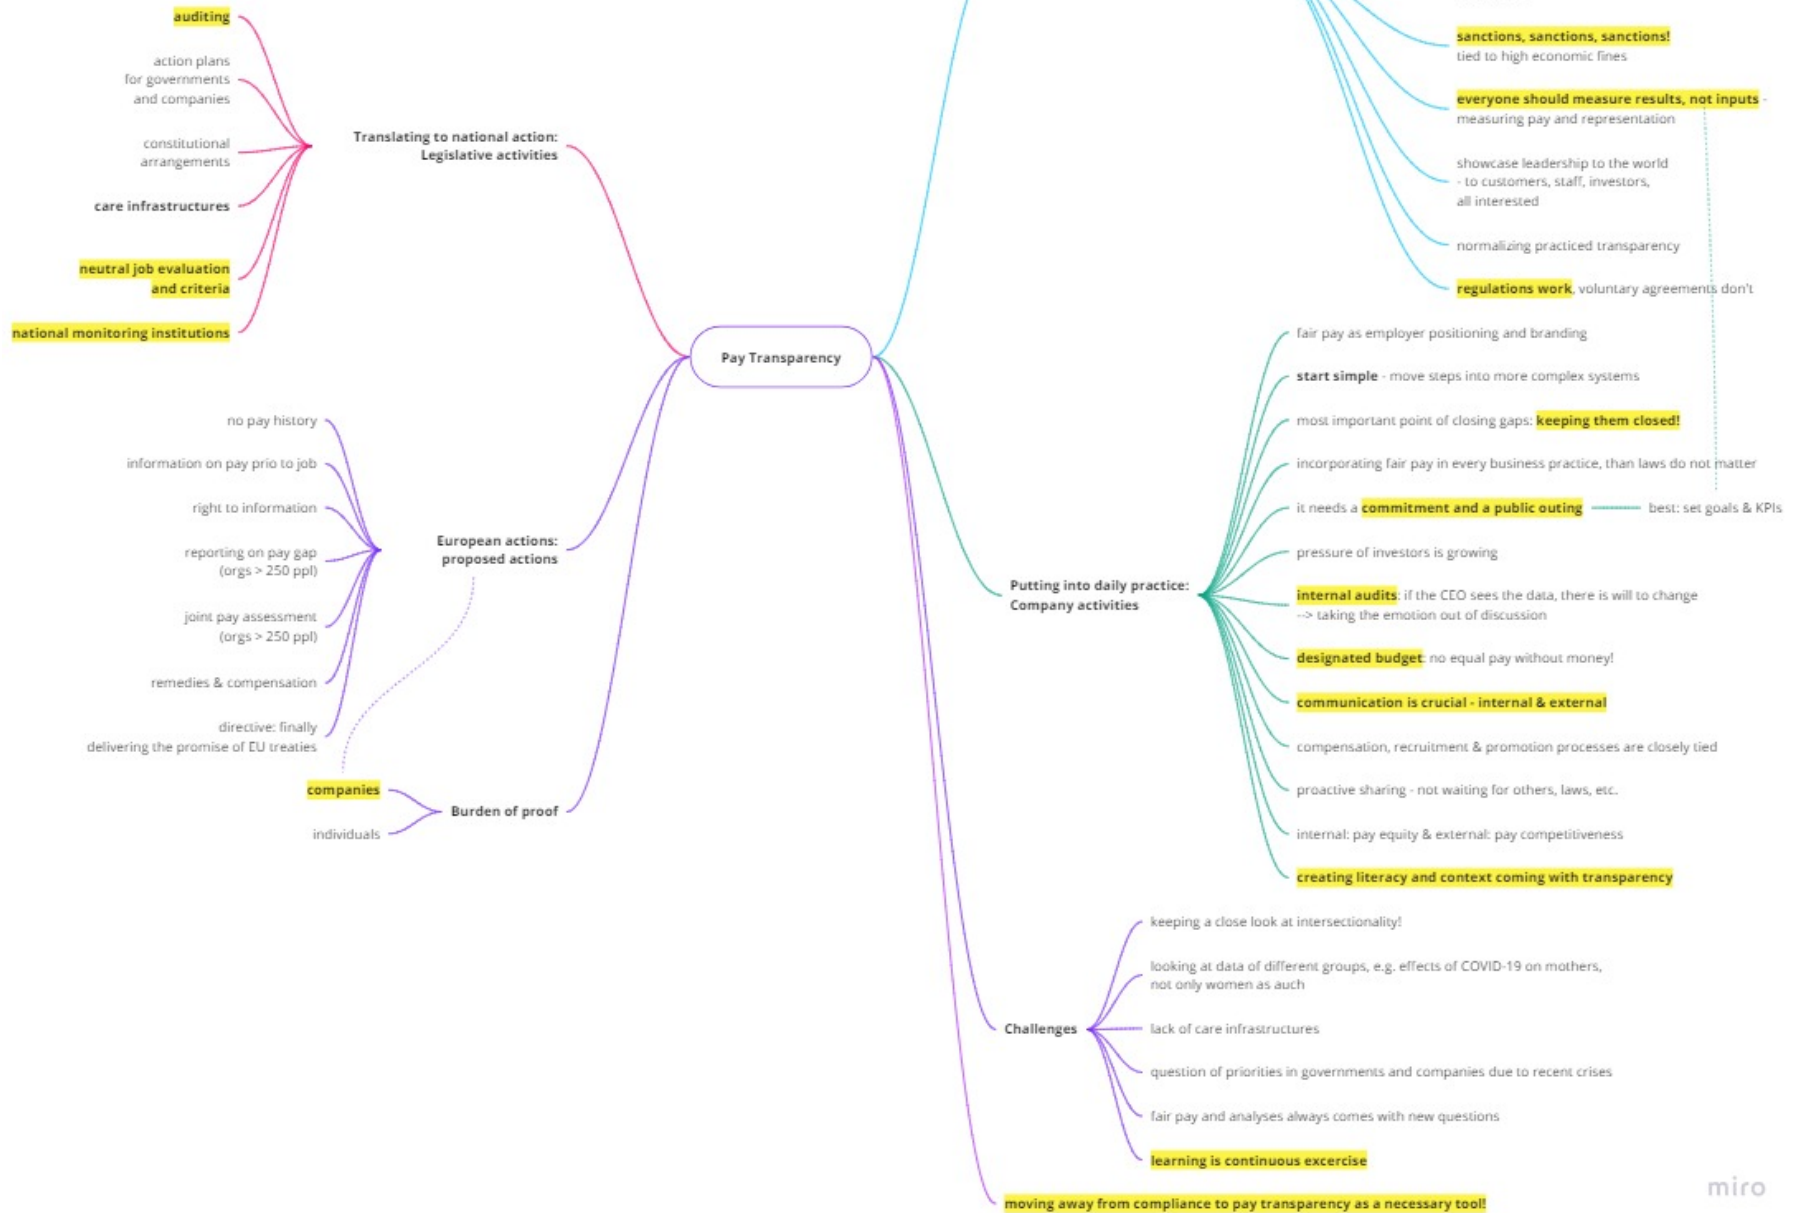 auditing
action plans
for governments
and companies
constitutional
arrangements
care infrastructures
neutral job evaluation
and criteria
national monitoring institutions
Translating to national action:
Legislative activities
no pay history
information on pay prio to job
right to information
reporting on pay gap
(orgs > 250 ppl)
joint pay assessment
(orgs > 250 ppl)
remedies & compensation
directive: finally
delivering the promise of EU treaties
European actions:
proposed actions
companies
individuals
Burden of proof
Pay Transparency
sanctions, sanctions, sanctions!
tied to high economic fines
everyone should measure results, not inputs -
measuring pay and representation
showcase leadership to the world
- to customers, staff, investors,
all interested
normalizing practiced transparency
regulations work, voluntary agreements don't
Putting into daily practice:
Company activities
fair pay as employer positioning and branding
start simple - move steps into more complex systems
most important point of closing gaps: keeping them closed!
incorporating fair pay in every business practice, than laws do not matter
it needs a commitment and a public outing
best: set goals & KPIs
pressure of investors is growing
internal audits: if the CEO sees the data, there is will to change
--> taking the emotion out of discussion
designated budget: no equal pay without money!
communication is crucial - internal & external
compensation, recruitment & promotion processes are closely tied
proactive sharing - not waiting for others, laws, etc.
internal: pay equity & external: pay competitiveness
creating literacy and context coming with transparency
Challenges
keeping a close look at intersectionality!
looking at data of different groups, e.g. effects of COVID-19 on mothers,
not only women as auch
lack of care infrastructures
question of priorities in governments and companies due to recent crises
fair pay and analyses always comes with new questions
learning is continuous excercise
moving away from compliance to pay transparency as a necessary tool!
miro